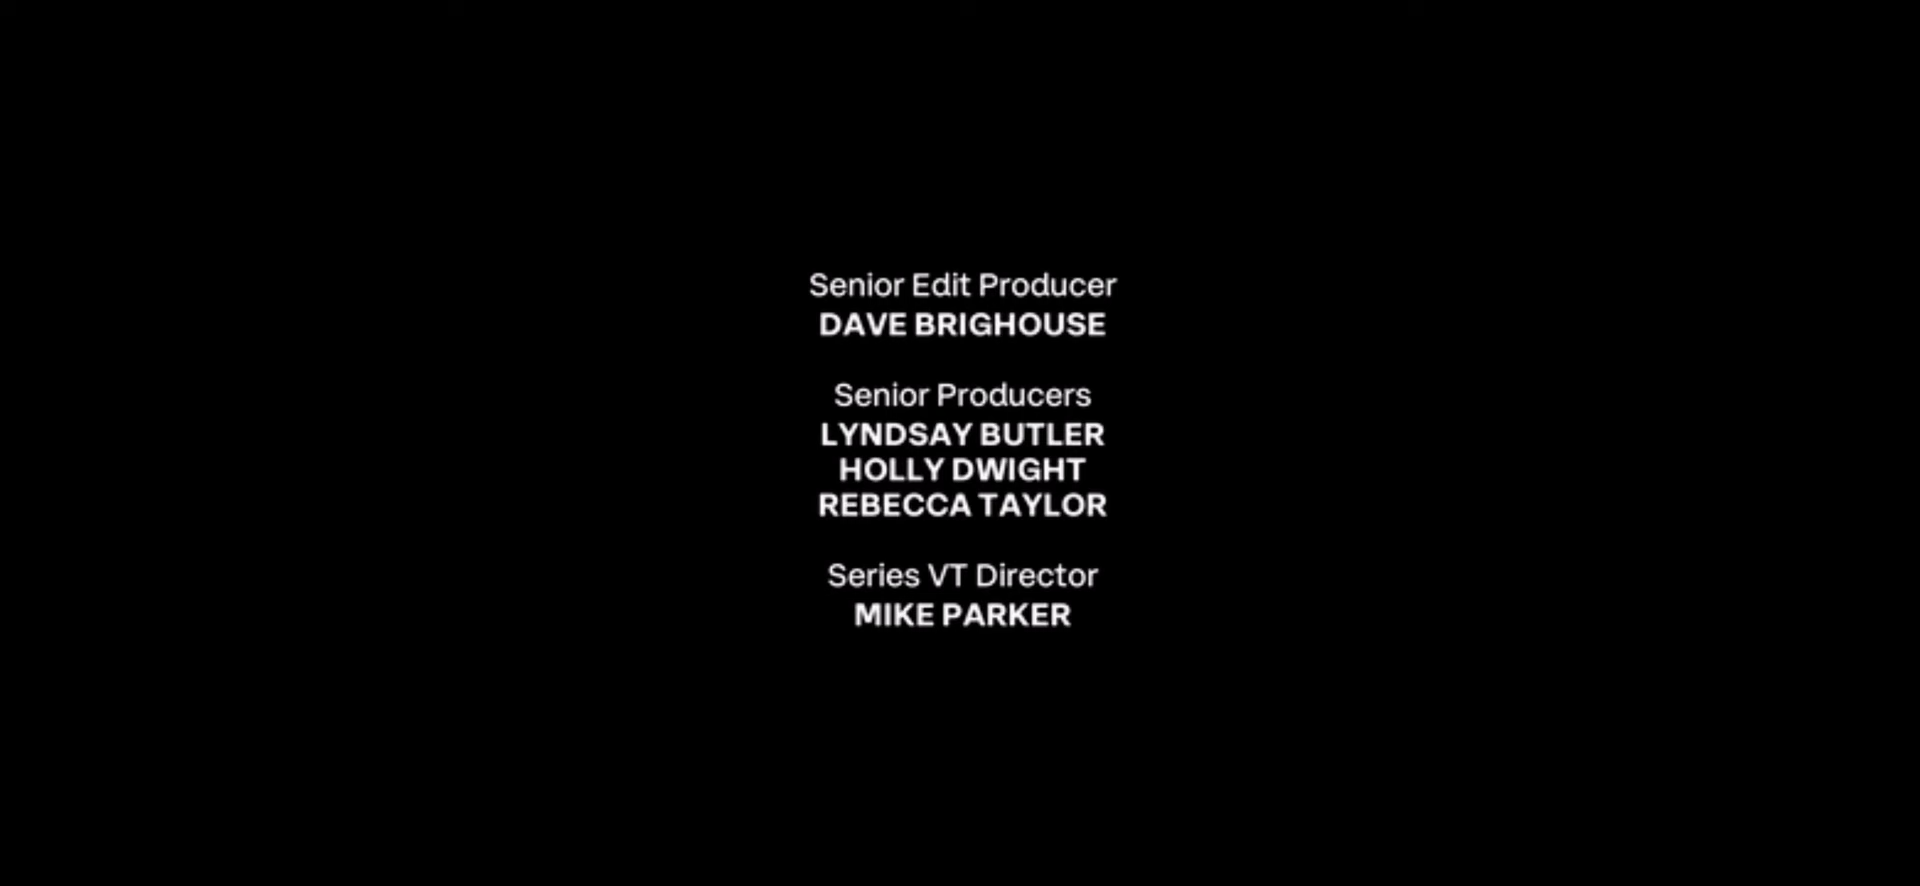 Senior Edit Producer
DAVE BRIGHOUSE
Senior Producers
LYNDSAY BUTLER
HOLLY DWIGHT
REBECCA TAYLOR
Series VT Director
MIKE PARKER